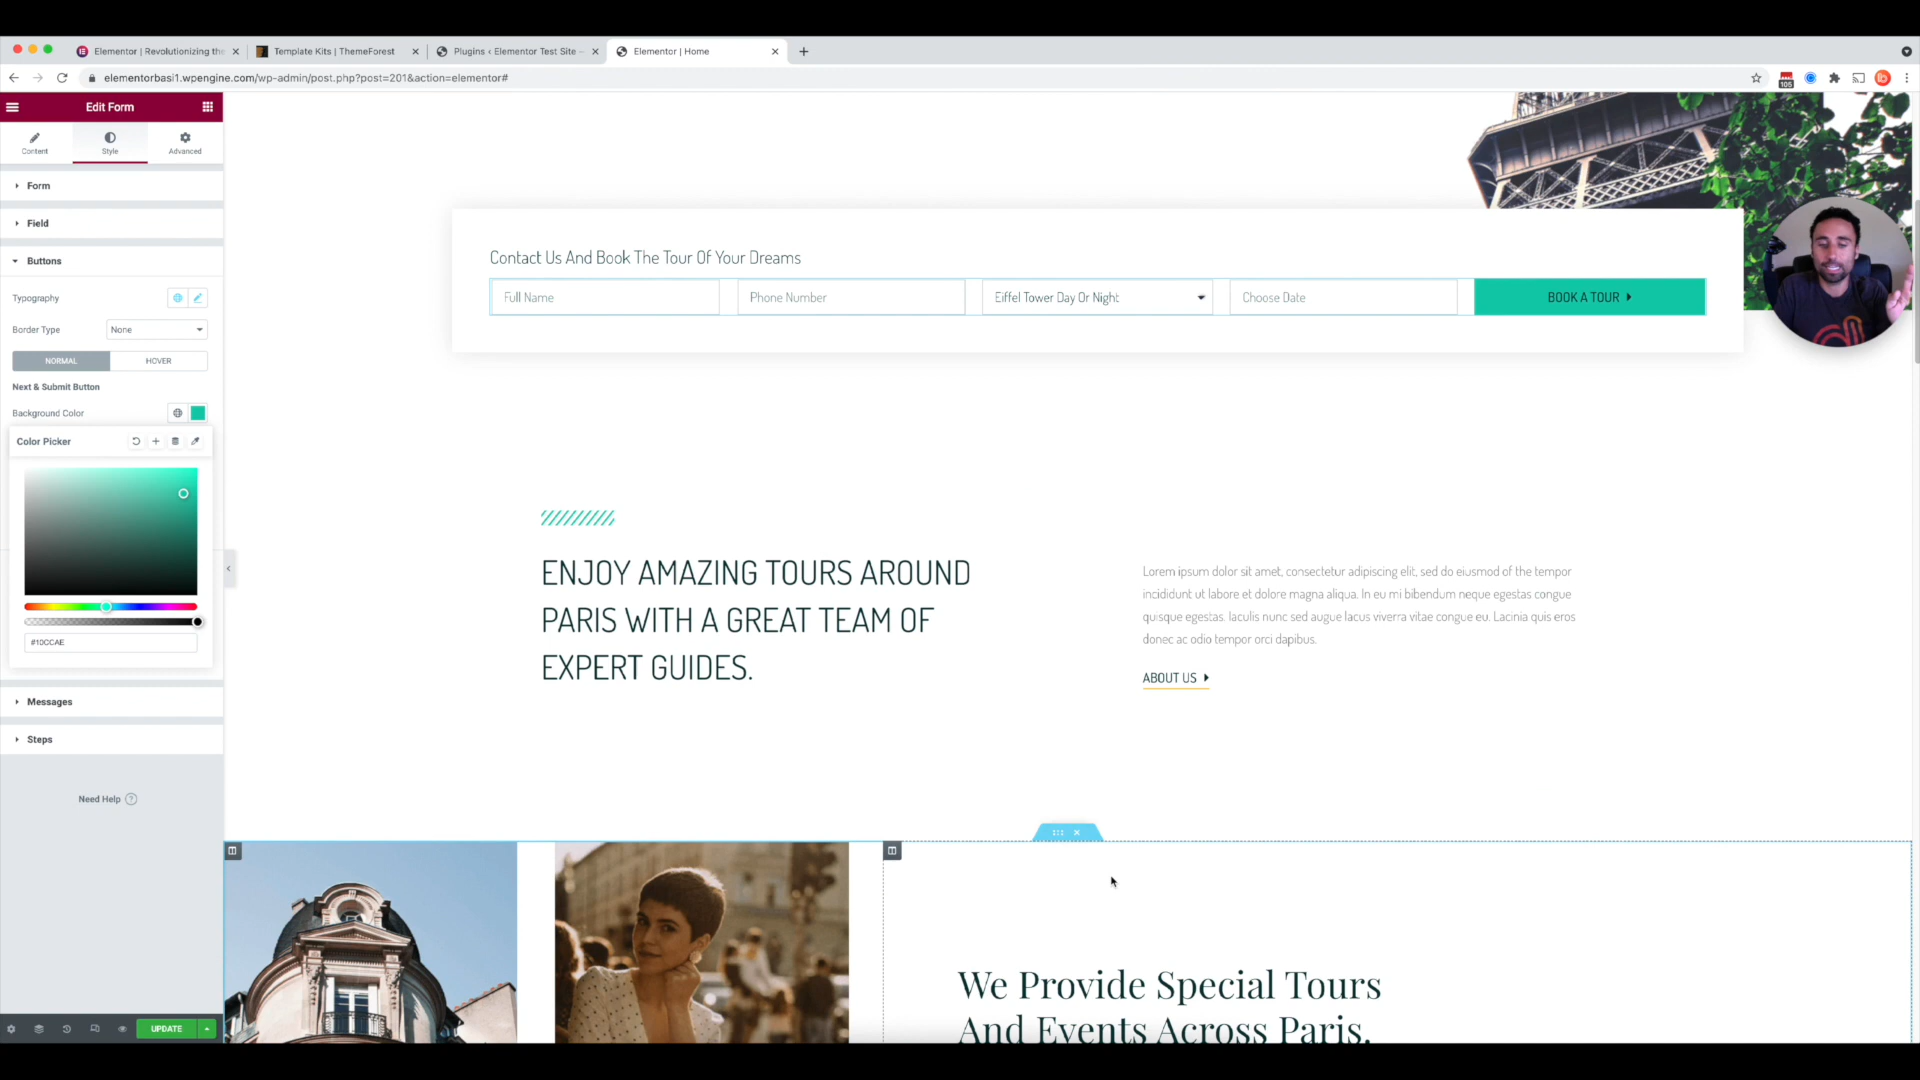 Elementor | Revolutionizing the
Template Kits | ThemeForest
Plugins < Elementor Test Site –
Elementor | Home
elementorbasi1.wpengine.com/wp-admin/post.php?post=201&action=elementor#
105
Edit Form
Content
Style
Advanced
Form
Field
Buttons
Typography
Border Type
None
NORMAL
HOVER
Next & Submit Button
Background Color
Color Picker
#10CCAE
Messages
Steps
Need Help
UPDATE
Contact Us And Book The Tour Of Your Dreams
Full Name
Phone Number
Eiffel Tower Day Or Night
Choose Date
BOOK A TOUR
ENJOY AMAZING TOURS AROUND
PARIS WITH A GREAT TEAM OF
EXPERT GUIDES.
Lorem ipsum dolor sit amet, consectetur adipiscing elit, sed do eiusmod of the tempor
incididunt ut labore et dolore magna aliqua. In eu mi bibendum neque egestas congue
quisque egestas. Iaculis nunc sed augue lacus viverra vitae congue eu. Lacinia quis eros
donec ac odio tempor orci dapibus.
ABOUT US
We Provide Special Tours
And Events Across Paris.